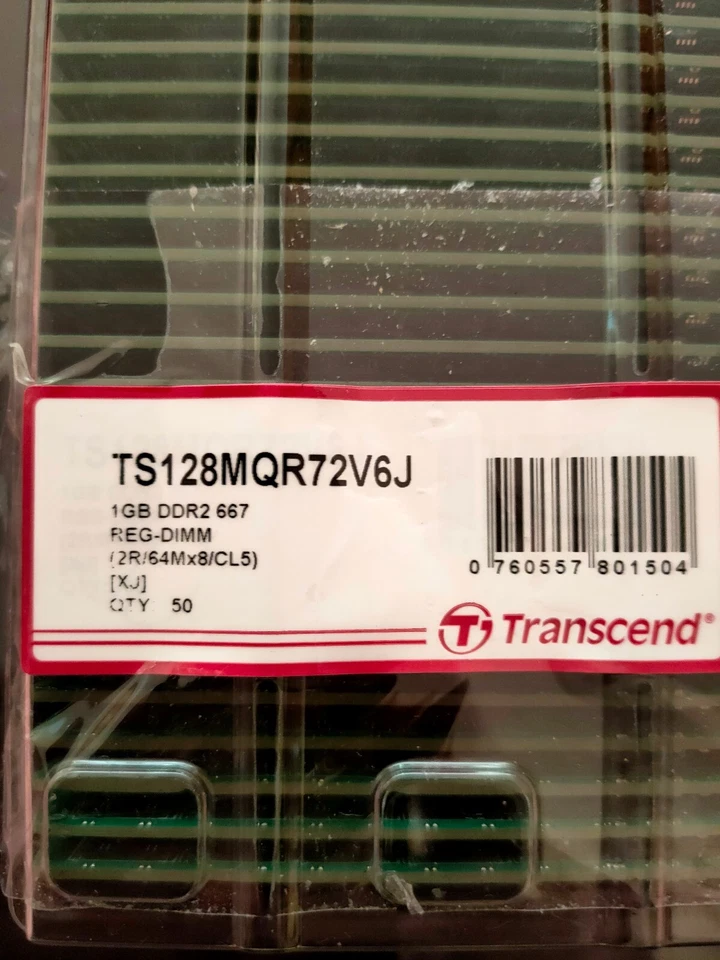 TS128MQR72V6J
1GB DDR2 667
REG-DIMM
(2R/64Mx8/CL5)
[XJ]
QTY 50
0 760557 801504
Transcend®